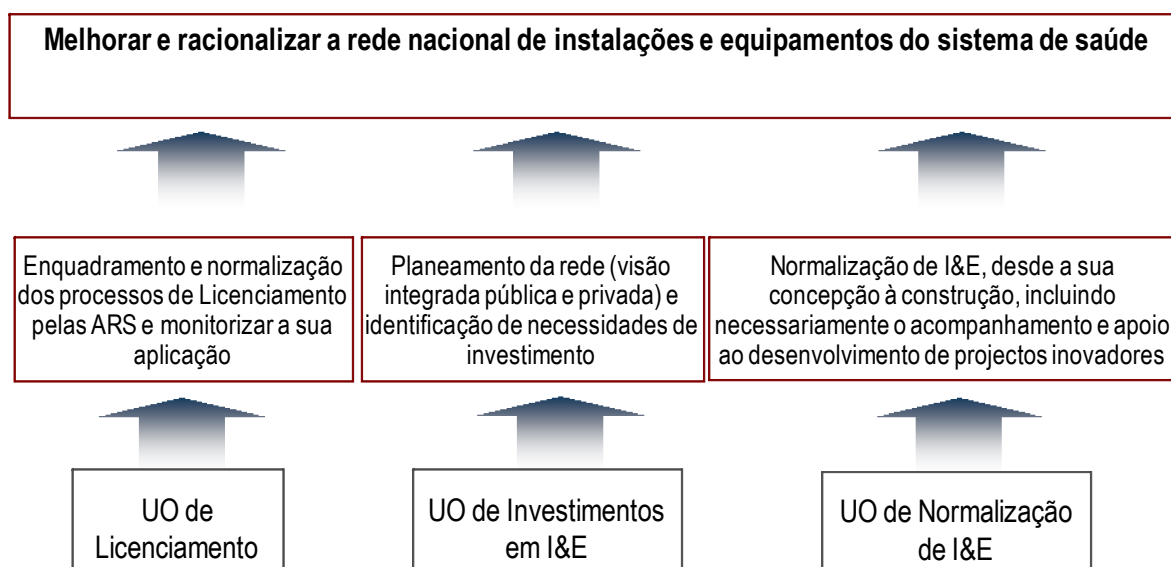 Melhorar e racionalizar a rede nacional de instalações e equipamentos do sistema de saúde
Enquadramento e normalização
dos processos de Licenciamento
pelas ARS e monitorizar a sua
aplicação
Planeamento da rede (visão
integrada pública e privada) e
identificação de necessidades de
investimento
Normalização de I&E, desde a sua
concepção à construção, incluindo
necessariamente o acompanhamento e apoio
ao desenvolvimento de projectos inovadores
UO de
Licenciamento
UO de Investimentos
em I&E
UO de Normalização
de I&E